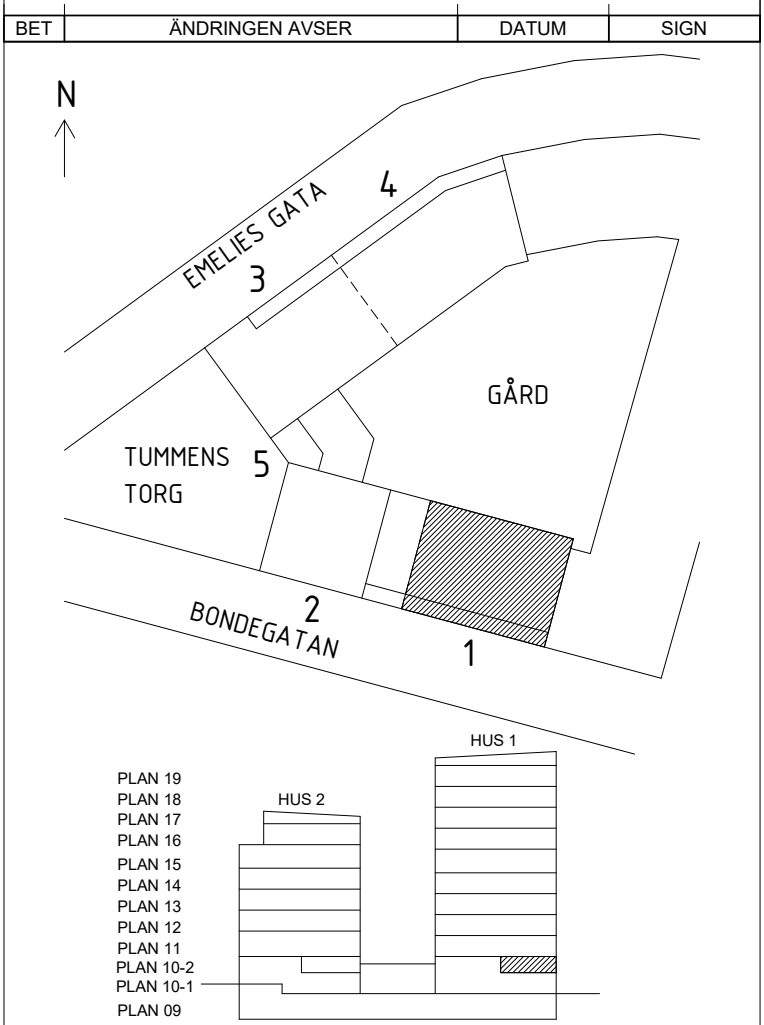 BET ÄNDRINGEN AVSER DATUM SIGN
N
4
EMELIES GATA
3
GÅRD
TUMMENS
TORG
5
2
BONDEGATAN
1
HUS 1
PLAN 19
PLAN 18 HUS 2
PLAN 17
PLAN 16
PLAN 15
PLAN 14
PLAN 13
PLAN 12
PLAN 11
PLAN 10-2
PLAN 10-1
PLAN 09